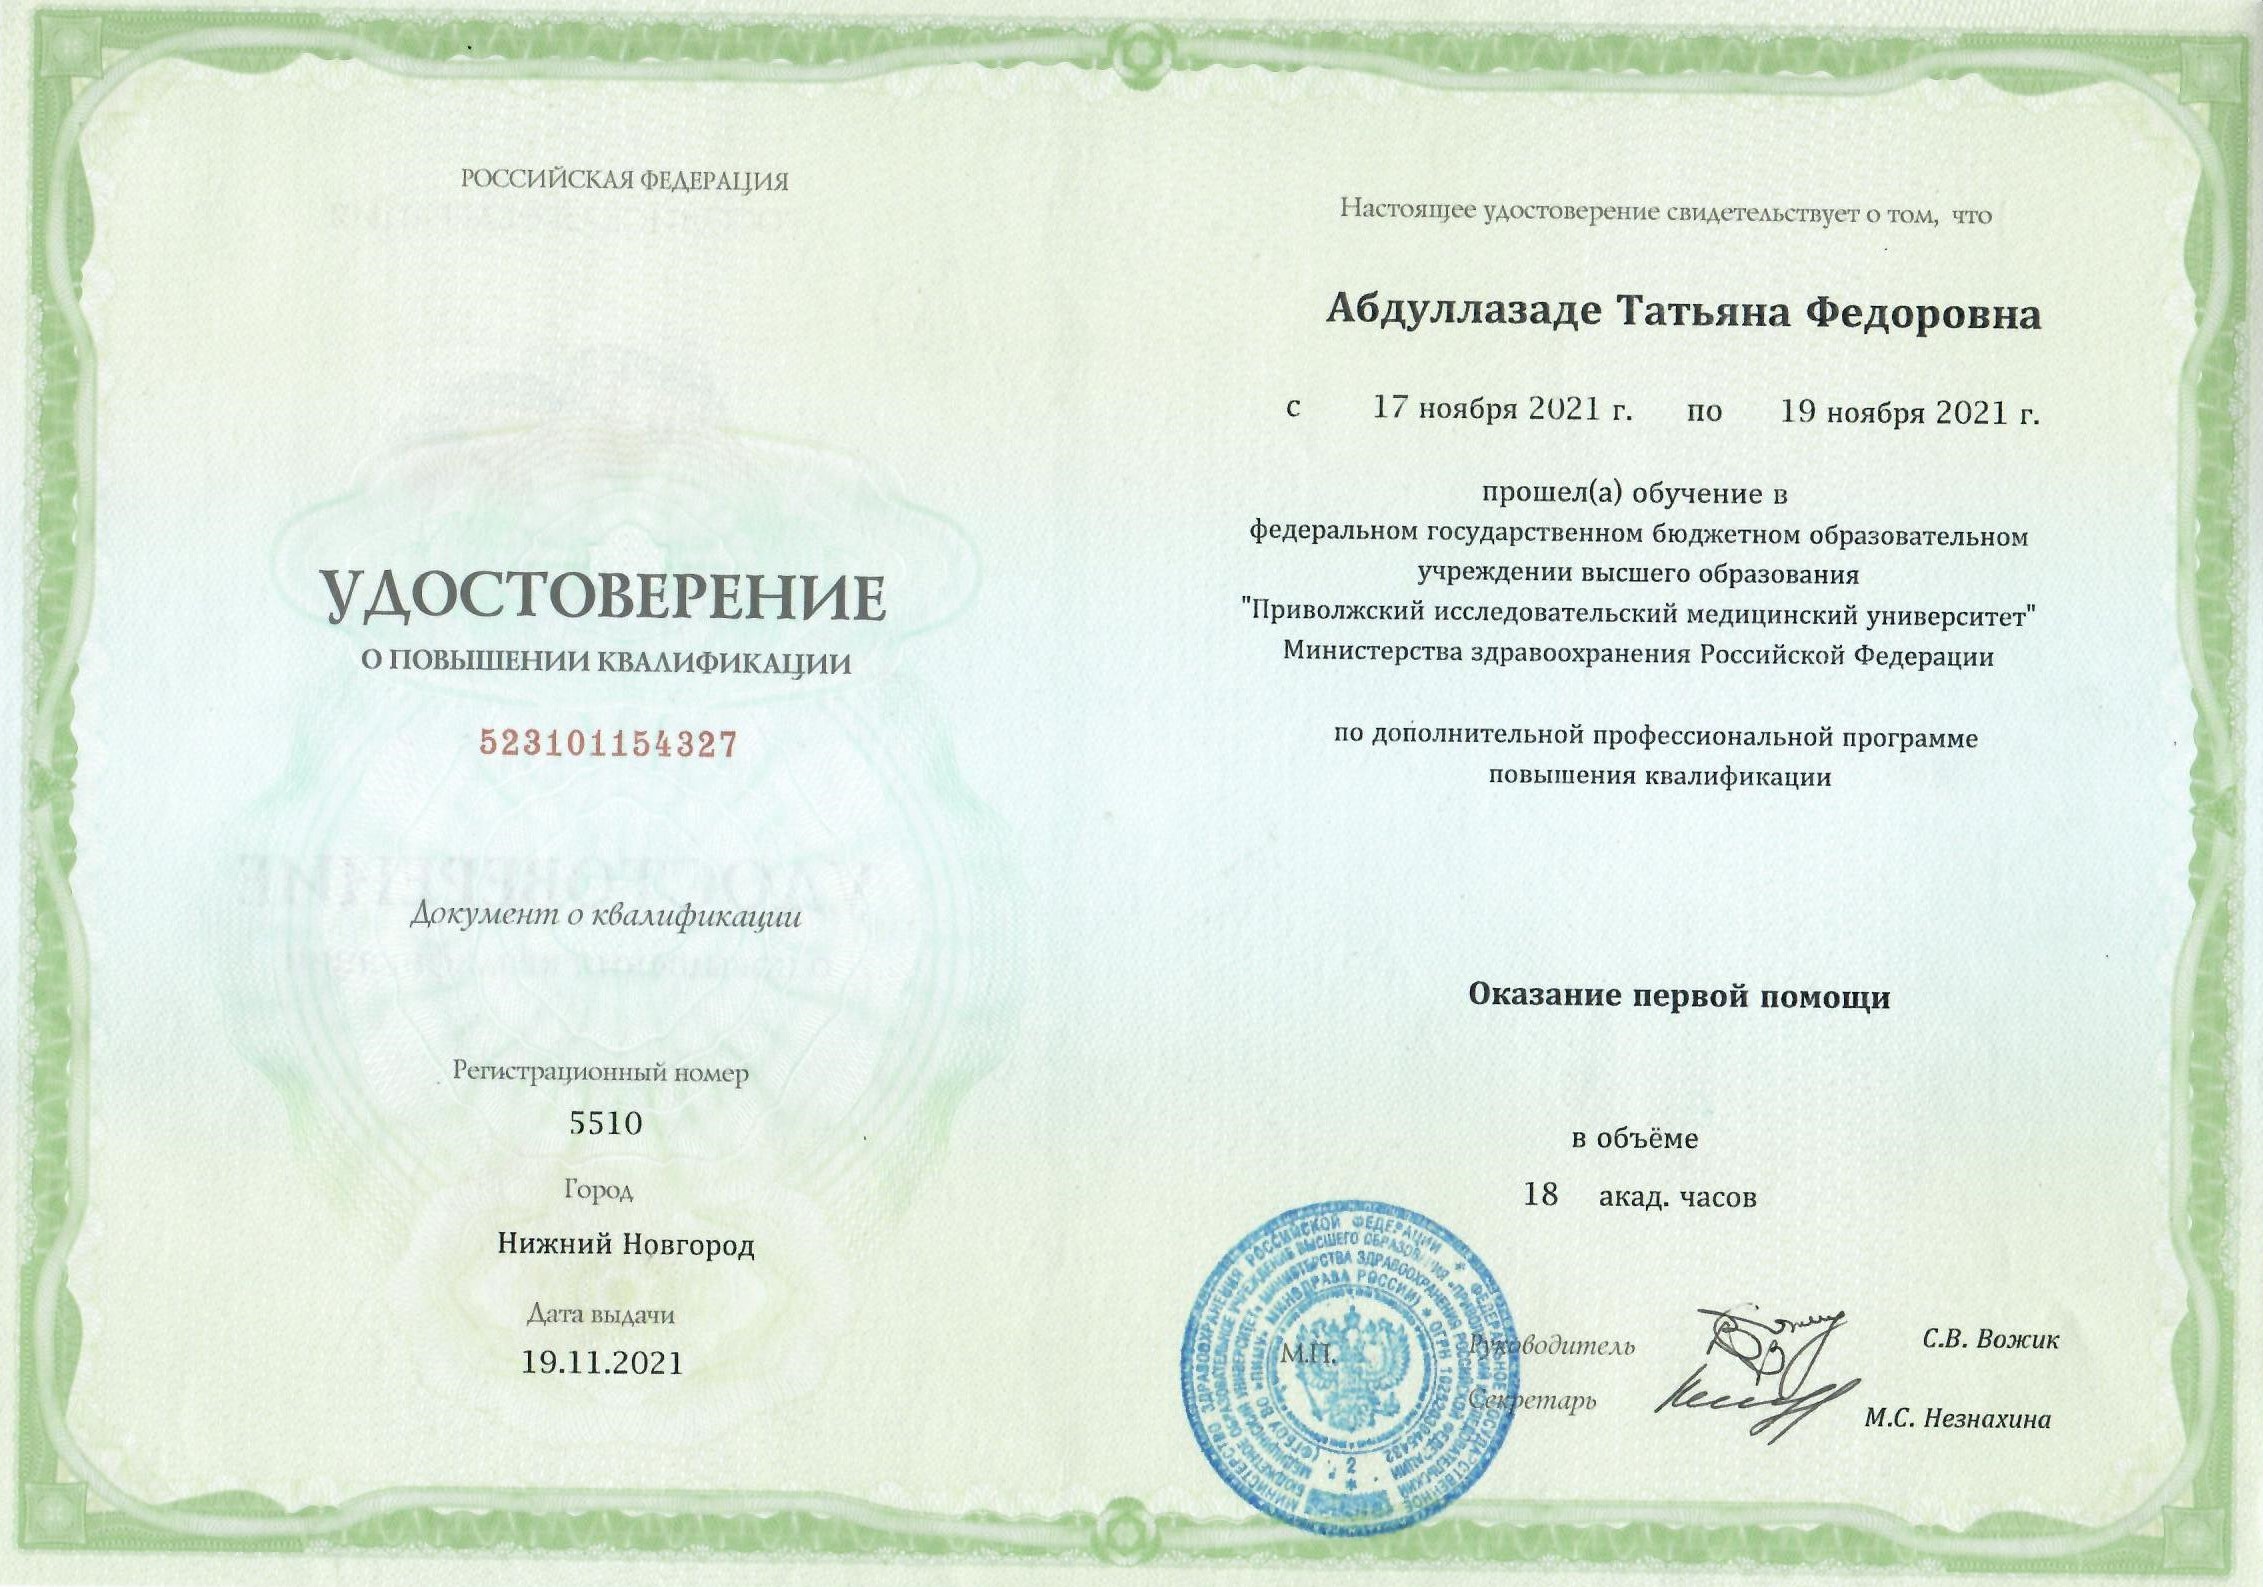 РОССИЙСКАЯ ФЕДЕРАЦИЯ
УДОСТОВЕРЕНИЕ
О ПОВЫШЕНИИ КВАЛИФИКАЦИИ
523101154327
Документ о квалификации
Регистрационный номер
5510
Город
Нижний Новгород
Дата выдачи
19.11.2021
Настоящее удостоверение свидетельствует о том, что
Абдуллазаде Татьяна Федоровна
с 17 ноября 2021 г. по 19 ноября 2021 г.
прошел(а) обучение в
федеральном государственном бюджетном образовательном
учреждении высшего образования
"Приволжский исследовательский медицинский университет"
Министерства здравоохранения Российской Федерации
по дополнительной профессиональной программе
повышения квалификации
Оказание первой помощи
в объёме
18 акад. часов
М.П.
Руководитель
С.В. Вожик
Секретарь
М.С. Незнахина